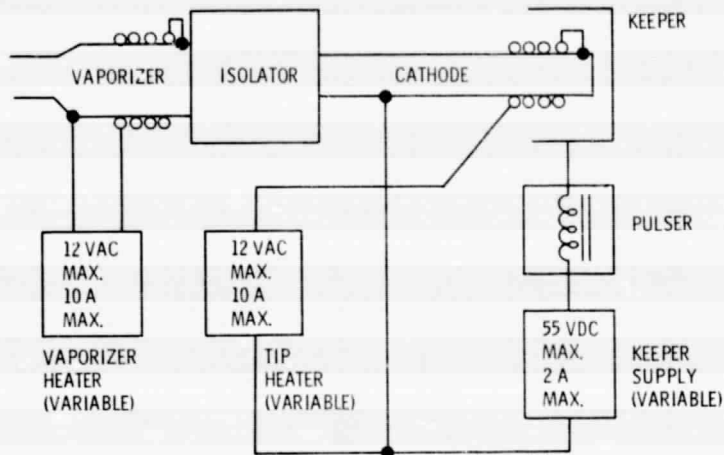 KEEPER
VAPORIZER
ISOLATOR
CATHODE
PULSER
12 VAC
MAX.
10 A
MAX.
VAPORIZER
HEATER
(VARIABLE)
12 VAC
MAX.
10 A
MAX.
TIP
HEATER
(VARIABLE)
55 VDC
MAX.
2 A
MAX.
KEEPER
SUPPLY
(VARIABLE)